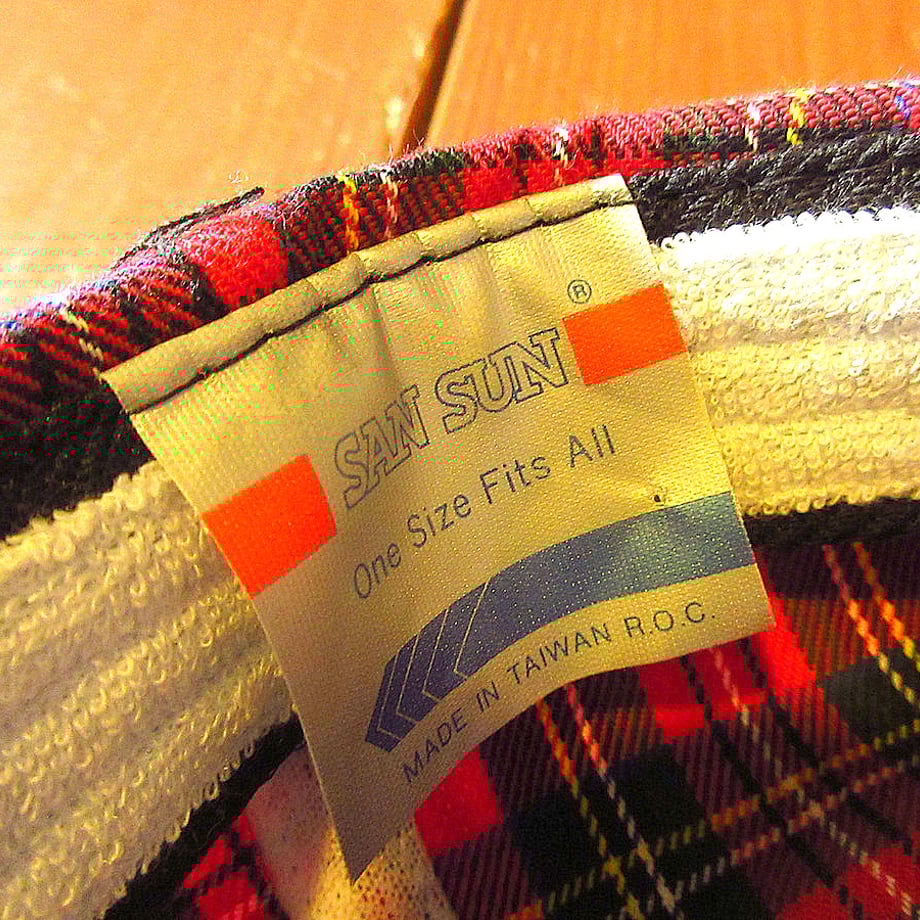 SAN SUN ®
One Size Fits All
MADE IN TAIWAN R.O.C.